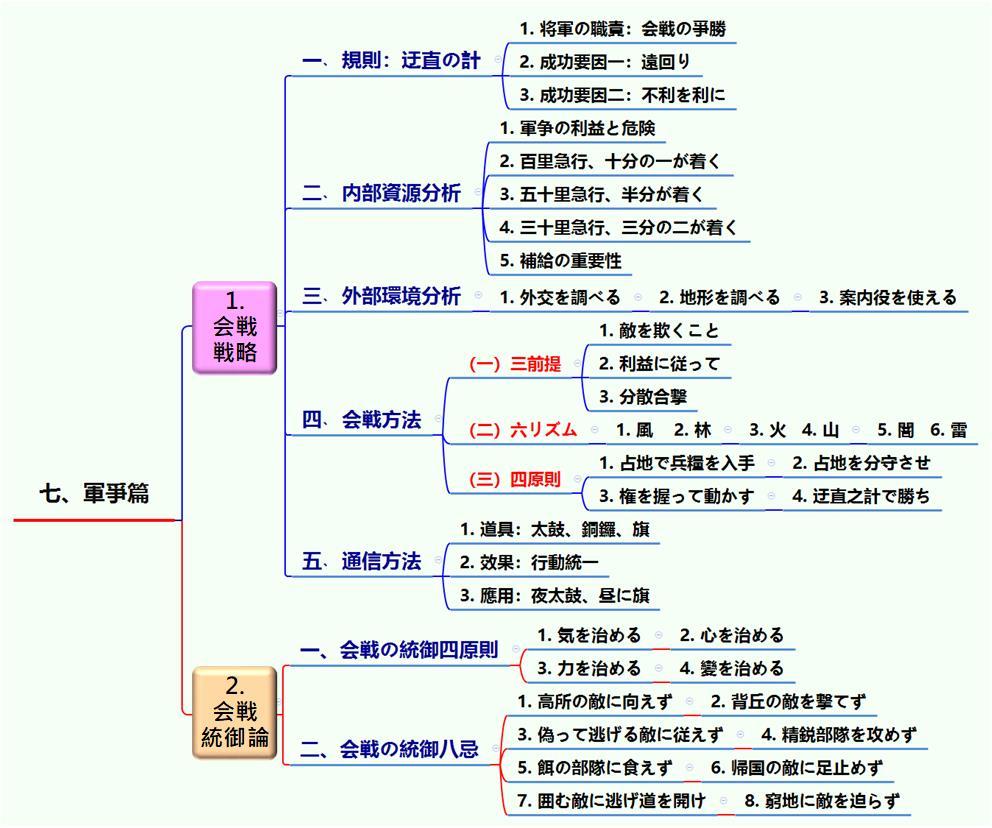 七、軍爭篇
1.
会戦
戦略
一、規則：迂直の計
1. 将軍の職責：会戦の爭勝
2. 成功要因一：遠回り
3. 成功要因二：不利を利に
二、内部資源分析
1. 軍争の利益と危険
2. 百里急行、十分の一が着く
3. 五十里急行、半分が着く
4. 三十里急行、三分の二が着く
5. 補給の重要性
三、外部環境分析
1. 外交を調べる 2. 地形を調べる 3. 案内役を使える
四、会戦方法
（一）三前提
1. 敵を欺くこと
2. 利益に従って
3. 分散合撃
（二）六リズム
1. 風 2. 林 3. 火 4. 山 5. 闇 6. 雷
（三）四原則
1. 占地で兵糧を入手 2. 占地を分守させ
3. 権を握って動かす 4. 迂直之計で勝ち
五、通信方法
1. 道具：太鼓、銅鑼、旗
2. 效果：行動統一
3. 應用：夜太鼓、昼に旗
2.
会戦
統御論
一、会戦の統御四原則
1. 気を治める 2. 心を治める
3. 力を治める 4. 變を治める
二、会戦の統御八忌
1. 高所の敵に向えず 2. 背丘の敵を撃てず
3. 偽って逃げる敵に従えず 4. 精鋭部隊を攻めず
5. 餌の部隊に食えず 6. 帰国の敵に足止めず
7. 囲む敵に逃げ道を開け 8. 窮地に敵を迫らず